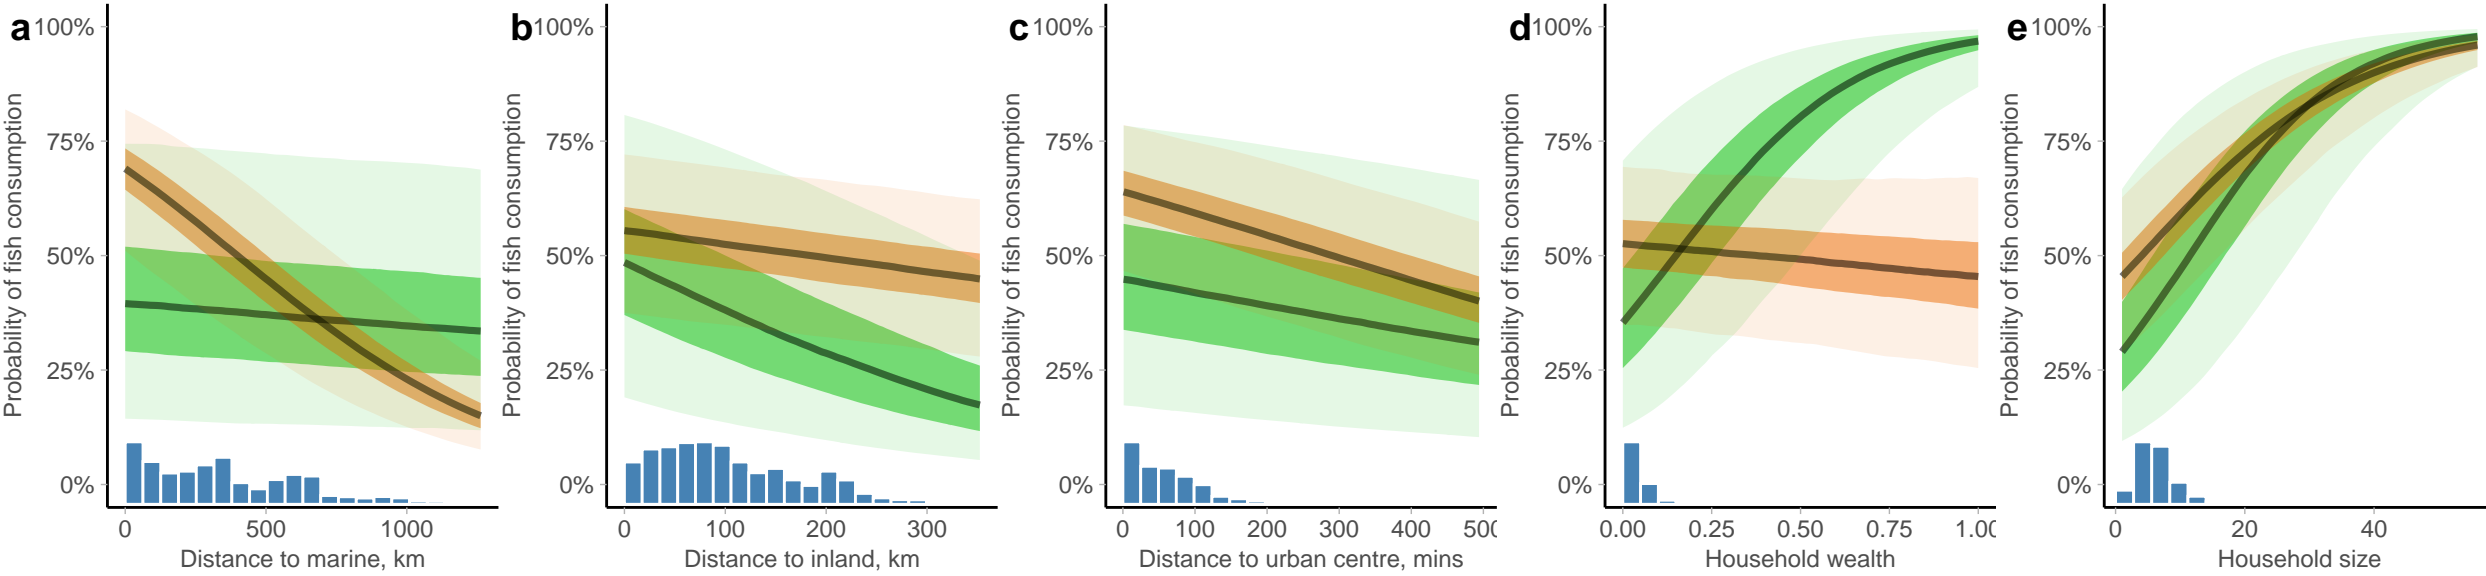 a
100%
75%
50%
25%
0%
Probability of fish consumption
0 500 1000
Distance to marine, km
b
100%
75%
50%
25%
0%
Probability of fish consumption
0 100 200 300
Distance to inland, km
c
100%
75%
50%
25%
0%
Probability of fish consumption
0 100 200 300 400 500
Distance to urban centre, mins
d
100%
75%
50%
25%
0%
Probability of fish consumption
0.00 0.25 0.50 0.75 1.00
Household wealth
e
100%
75%
50%
25%
0%
Probability of fish consumption
0 20 40
Household size